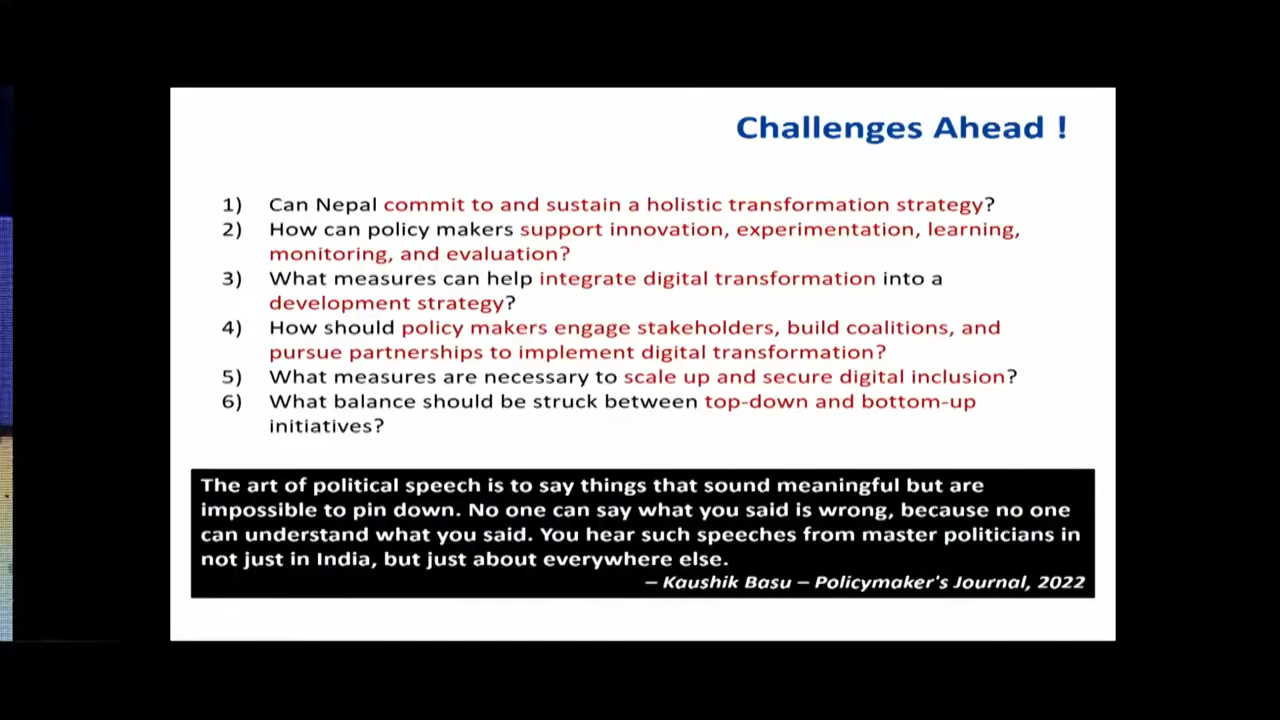 Challenges Ahead !
1) Can Nepal commit to and sustain a holistic transformation strategy?
2) How can policy makers support innovation, experimentation, learning,
monitoring, and evaluation?
3) What measures can help integrate digital transformation into a
development strategy?
4) How should policy makers engage stakeholders, build coalitions, and
pursue partnerships to implement digital transformation?
5) What measures are necessary to scale up and secure digital inclusion?
6) What balance should be struck between top-down and bottom-up
initiatives?
The art of political speech is to say things that sound meaningful but are
impossible to pin down. No one can say what you said is wrong, because no one
can understand what you said. You hear such speeches from master politicians in
not just in India, but just about everywhere else.
– Kaushik Basu – Policymaker's Journal, 2022